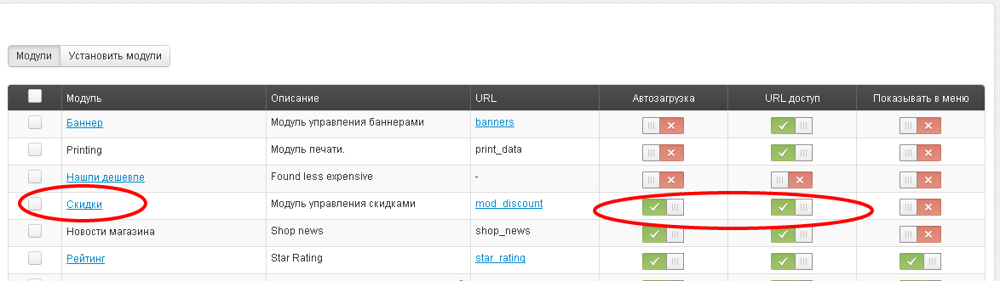 Модули Установить модули
Модуль Описание URL Автозагрузка URL доступ Показывать в меню
Баннер Модуль управления баннерами banners
Printing Модуль печати. print_data
Нашли дешевле Found less expensive -
Скидки Модуль управления скидками mod_discount
Новости магазина Shop news shop_news
Рейтинг Star Rating star_rating